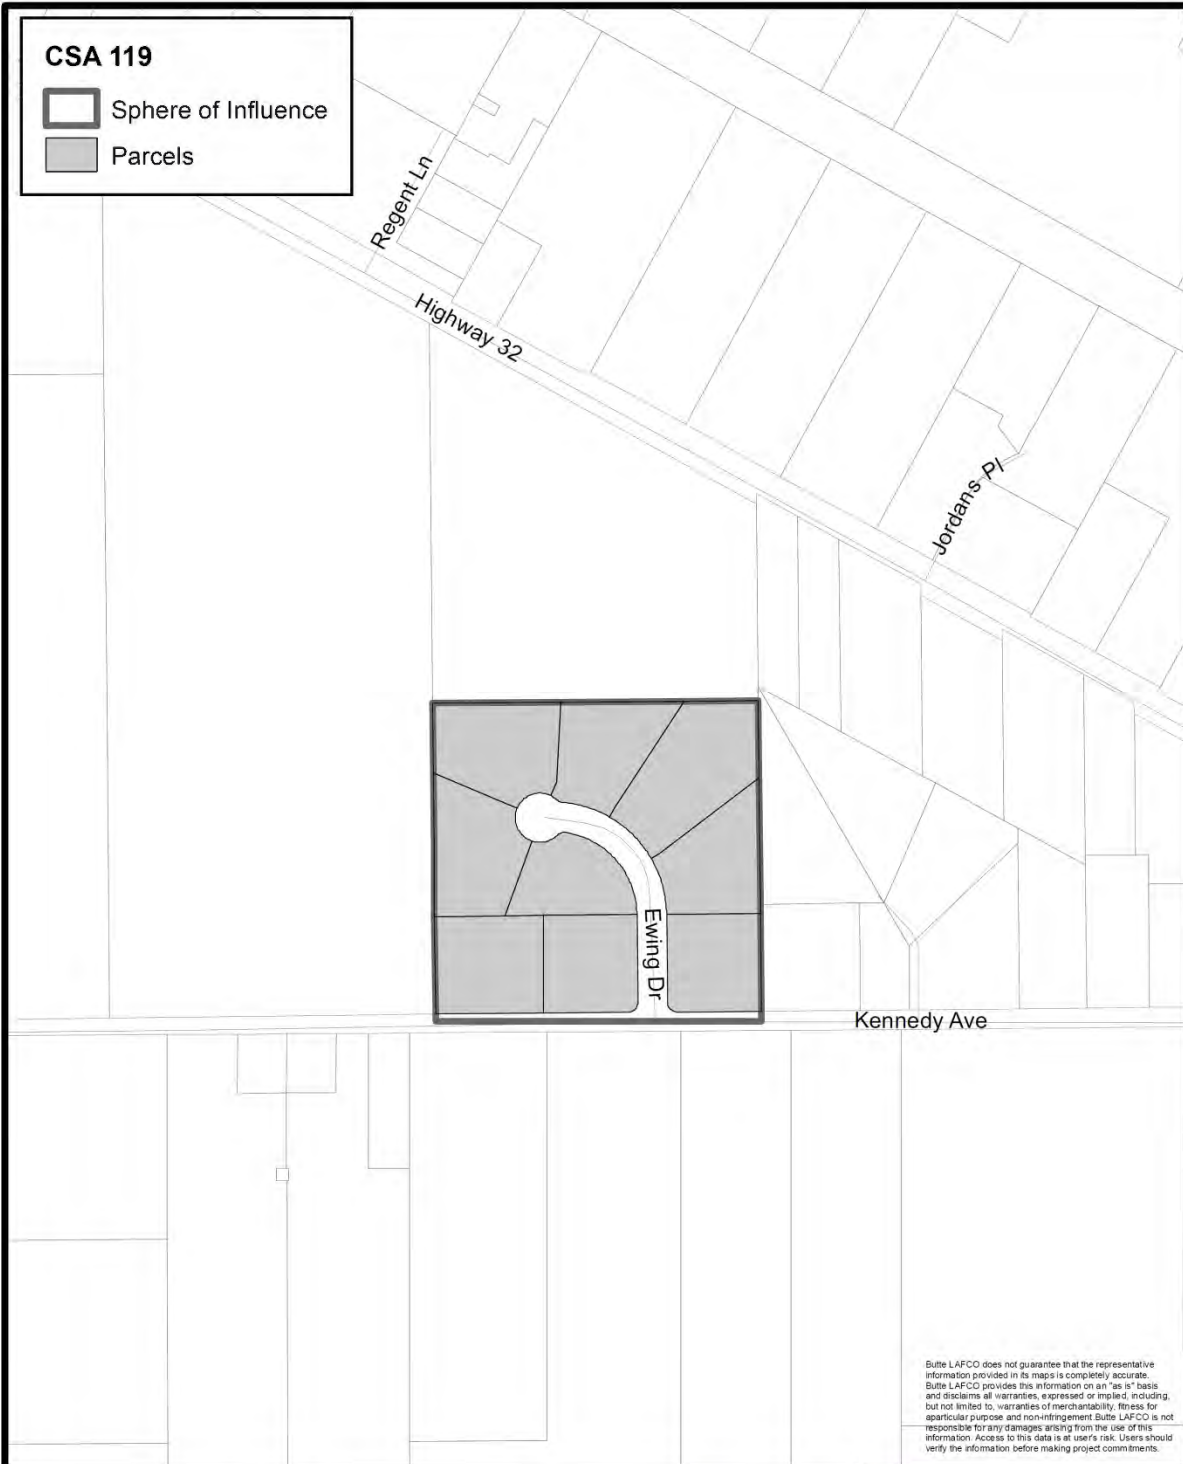 CSA 119
Sphere of Influence
Parcels
Regent Ln
Highway 32
Jordans Pl
Ewing Dr
Kennedy Ave
Butte LAFCO does not guarantee that the representative
information provided in its maps is completely accurate.
Butte LAFCO provides this information on an "as is" basis
and disclaims all warranties, expressed or implied, including,
but not limited to, warranties of merchantability, fitness for
aparticular purpose and non-infringement.Butte LAFCO is not
responsible for any damages arising from the use of this
information. Access to this data is at user's risk. Users should
verify the information before making project commitments.